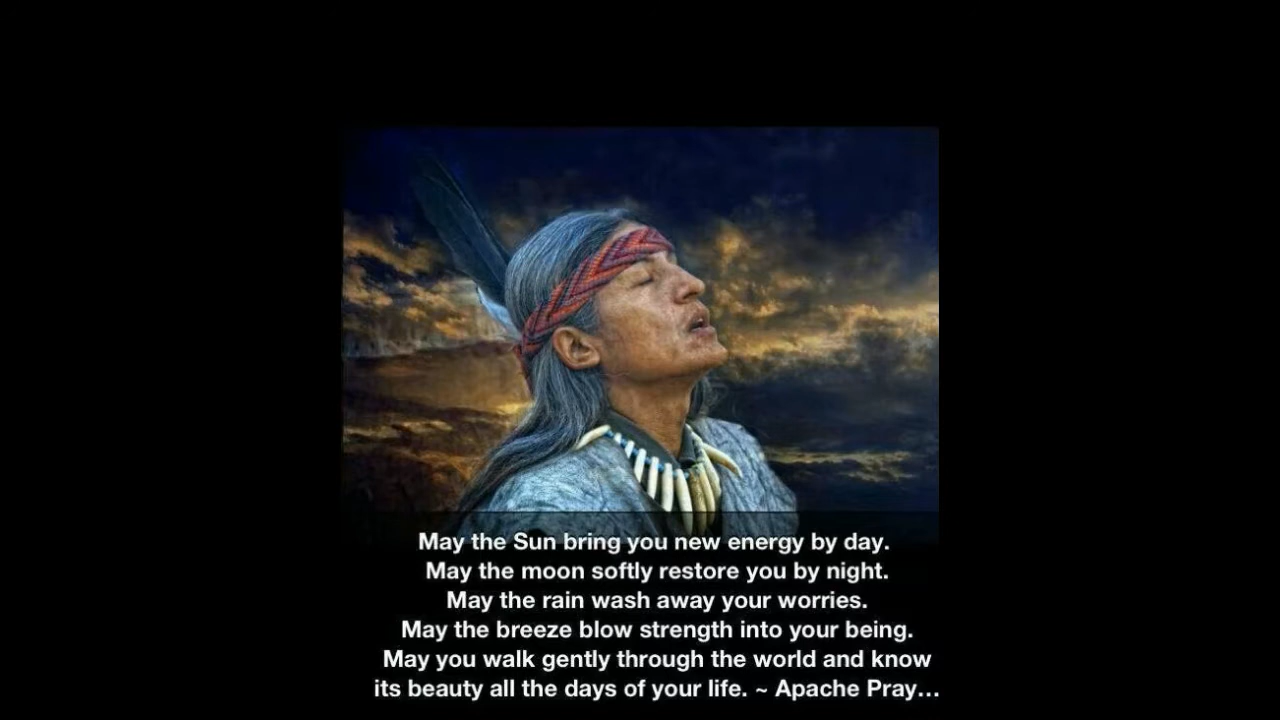 May the Sun bring you new energy by day.
May the moon softly restore you by night.
May the rain wash away your worries.
May the breeze blow strength into your being.
May you walk gently through the world and know
its beauty all the days of your life. ~ Apache Pray...